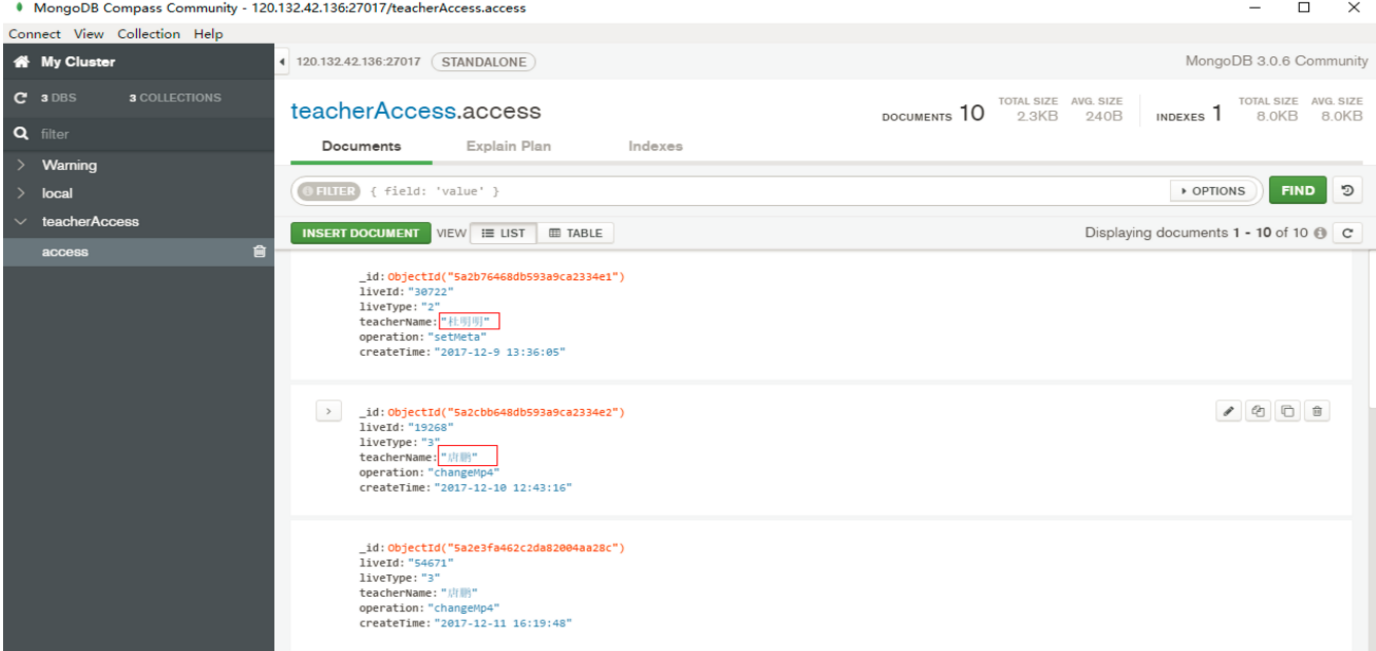 MongoDB Compass Community - 120.132.42.136:27017/teacherAccess.access
Connect View Collection Help
My Cluster
120.132.42.136:27017 STANDALONE MongoDB 3.0.6 Community
3 DBS 3 COLLECTIONS
teacherAccess.access
DOCUMENTS 10 TOTAL SIZE 2.3KB AVG. SIZE 240B INDEXES 1 TOTAL SIZE 8.0KB AVG. SIZE 8.0KB
filter
Documents Explain Plan Indexes
Warning
local
teacherAccess
access
FILTER { field: 'value' } OPTIONS FIND
INSERT DOCUMENT VIEW LIST TABLE Displaying documents 1 - 10 of 10
_id: ObjectId("5a2b76468db593a9ca2334e1")
liveId: "30722"
liveType: "2"
teacherName: "杜明明"
operation: "setMeta"
createTime: "2017-12-9 13:36:05"
_id: ObjectId("5a2cbb648db593a9ca2334e2")
liveId: "19268"
liveType: "3"
teacherName: "唐鹏"
operation: "changeMp4"
createTime: "2017-12-10 12:43:16"
_id: ObjectId("5a2e3fa462c2da82004aa28c")
liveId: "54671"
liveType: "3"
teacherName: "唐鹏"
operation: "changeMp4"
createTime: "2017-12-11 16:19:48"